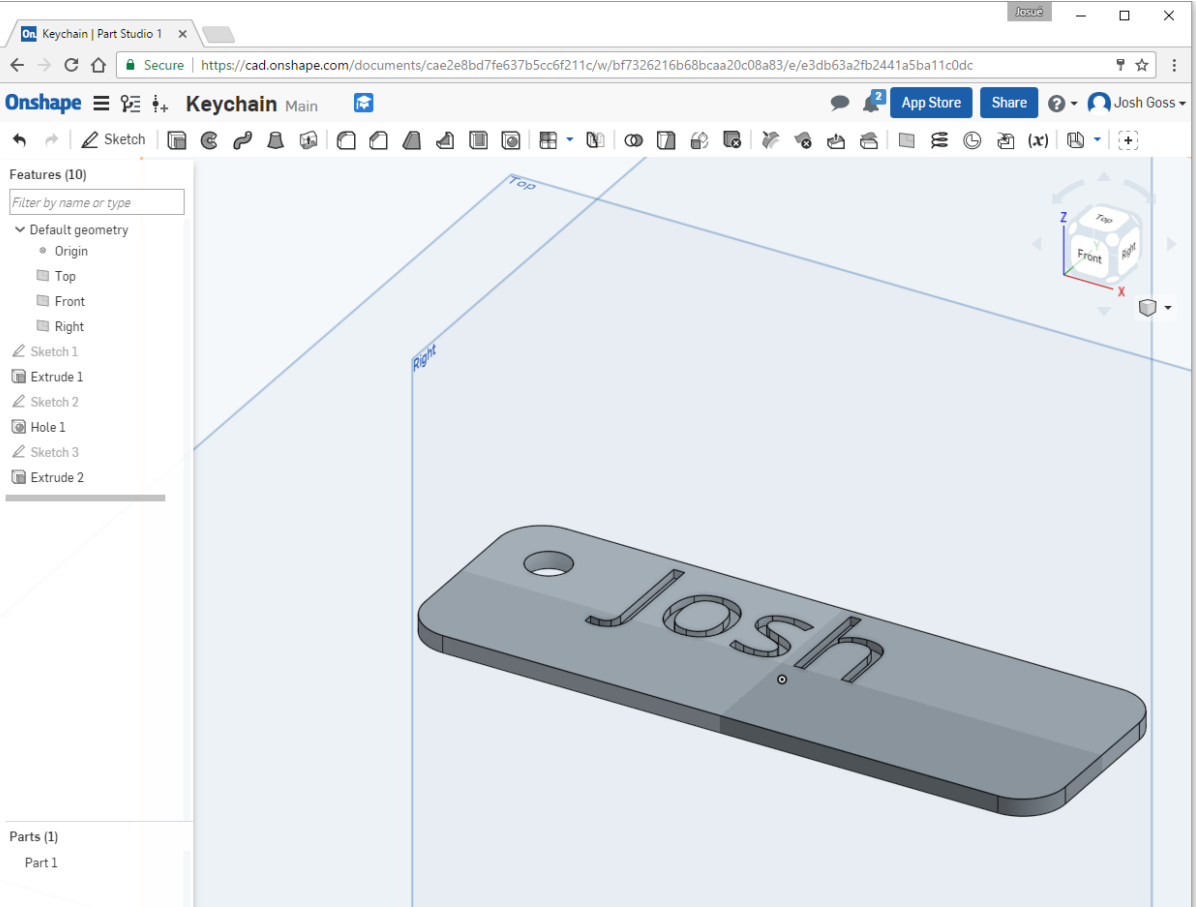 Josuë
On Keychain | Part Studio 1
Secure https://cad.onshape.com/documents/cae2e8bd7fe637b5cc6f211c/w/bf7326216b68bcaa20c08a83/e/e3db63a2fb2441a5ba11c0dc
Onshape Keychain Main 2 App Store Share Josh Goss
Sketch (x)
Features (10)
Filter by name or type
Default geometry
Origin
Top
Front
Right
Sketch 1
Extrude 1
Sketch 2
Hole 1
Sketch 3
Extrude 2
Parts (1)
Part 1
Top
Right
Josh
Z
Top
Y
Front
Right
X